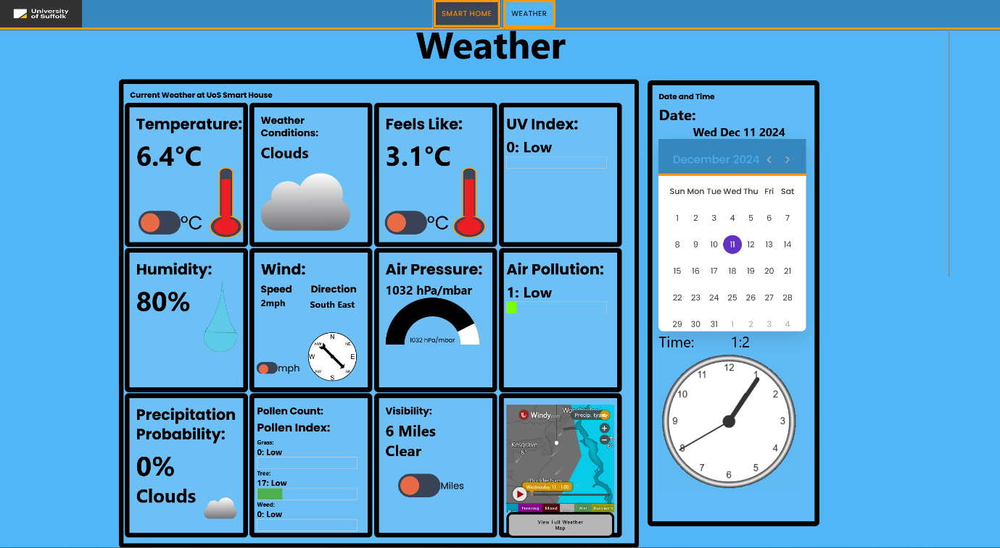 University
of Suffolk
SMART HOME
WEATHER
Weather
Current Weather at UoS Smart House
Temperature:
6.4°C
°C
Weather
Conditions:
Clouds
Feels Like:
3.1°C
°C
UV Index:
0: Low
Humidity:
80%
Wind:
Speed Direction
2mph South East
mph
N
NW NE
W E
SW SE
S
Air Pressure:
1032 hPa/mbar
1032 hPa/mbar
Air Pollution:
1: Low
Precipitation
Probability:
0%
Clouds
Pollen Count:
Pollen Index:
Grass:
0: Low
Tree:
17: Low
Weed:
0: Low
Visibility:
6 Miles
Clear
Miles
Woodbridge
Windy.com
Precip. type
+
−
Kesgrave
6°
6°
Bucklesham
Wednesday 11 - 1:00
Freezing Mixed Wet Rain with
View Full Weather
Map
Date and Time
Date:
Wed Dec 11 2024
December 2024
Sun Mon Tue Wed Thu Fri Sat
1 2 3 4 5 6 7
8 9 10 11 12 13 14
15 16 17 18 19 20 21
22 23 24 25 26 27 28
29 30 31 1 2 3 4
Time: 1:2
12
11 1
10 2
9 3
8
7 5
6